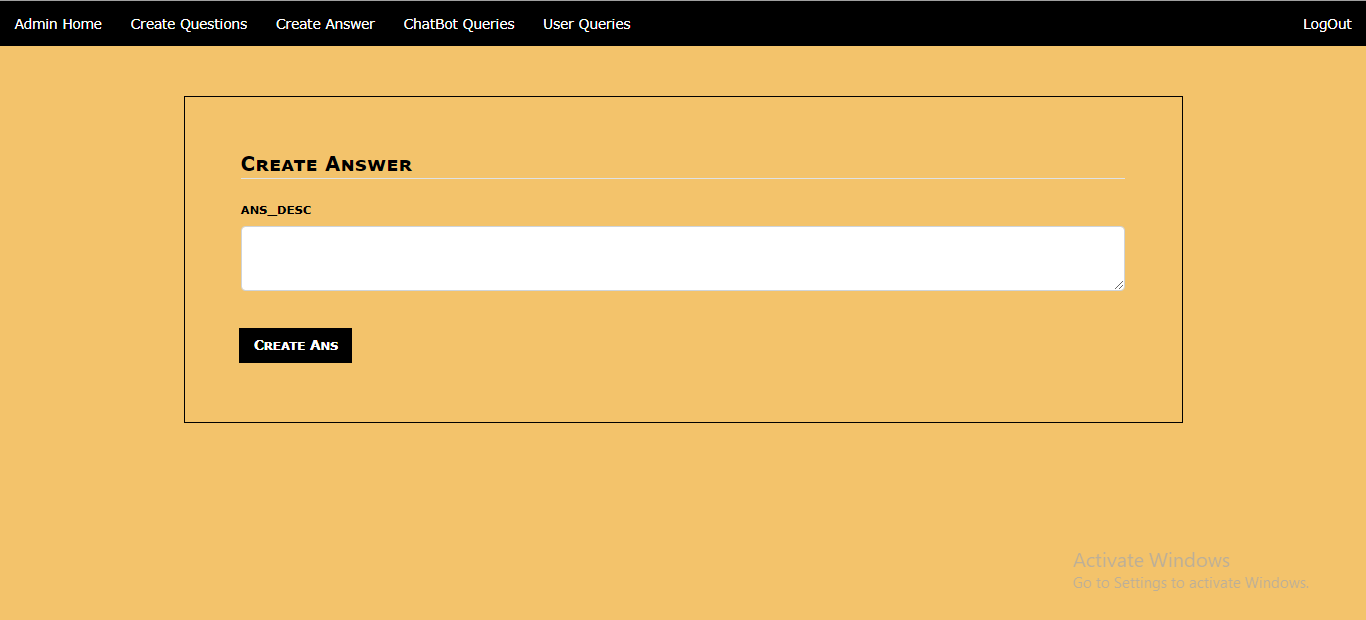 Admin Home Create Questions Create Answer ChatBot Queries User Queries LogOut
Create Answer
ANS_DESC
Create Ans
Activate Windows
Go to Settings to activate Windows.